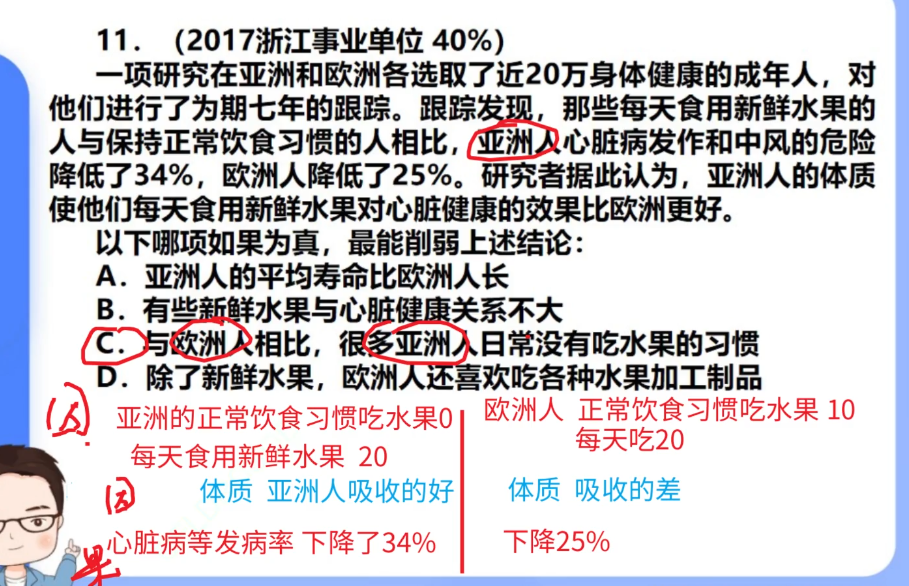 11.（2017浙江事业单位 40%）
一项研究在亚洲和欧洲各选取了近20万身体健康的成年人，对
他们进行了为期七年的跟踪。跟踪发现，那些每天食用新鲜水果的
人与保持正常饮食习惯的人相比，亚洲人心脏病发作和中风的危险
降低了34%，欧洲人降低了25%。研究者据此认为，亚洲人的体质
使他们每天食用新鲜水果对心脏健康的效果比欧洲更好。
以下哪项如果为真，最能削弱上述结论：
A．亚洲人的平均寿命比欧洲人长
B．有些新鲜水果与心脏健康关系不大
C．与欧洲人相比，很多亚洲人日常没有吃水果的习惯
D．除了新鲜水果，欧洲人还喜欢吃各种水果加工制品
因 亚洲的正常饮食习惯吃水果0
每天食用新鲜水果 20
因 体质 亚洲人吸收的好
果 心脏病等发病率 下降了34%
欧洲人 正常饮食习惯吃水果 10
每天吃20
体质 吸收的差
下降25%